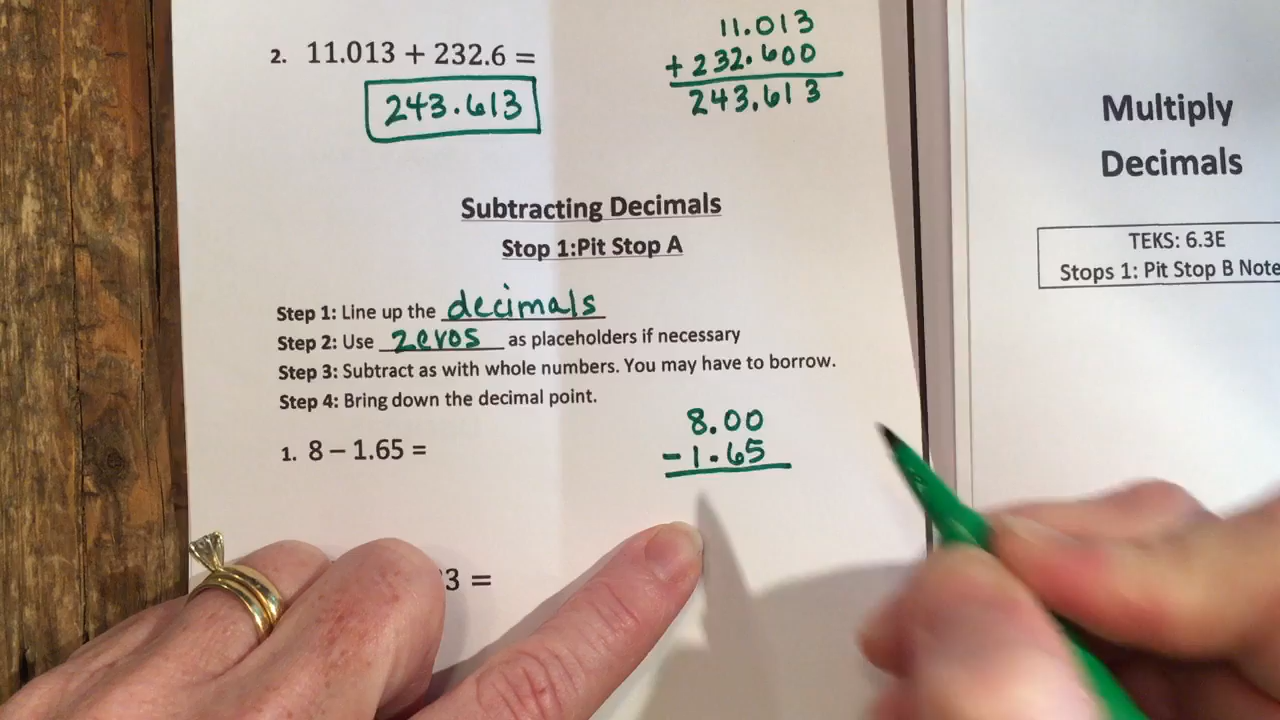 2. 11.013 + 232.6 =
243.613
11.013
+ 232.600
243.613
Subtracting Decimals
Stop 1:Pit Stop A
Step 1: Line up the decimals
Step 2: Use zeros as placeholders if necessary
Step 3: Subtract as with whole numbers. You may have to borrow.
Step 4: Bring down the decimal point.
1. 8 – 1.65 =
8.00
- 1.65
3 =
Multiply
Decimals
TEKS: 6.3E
Stops 1: Pit Stop B Note